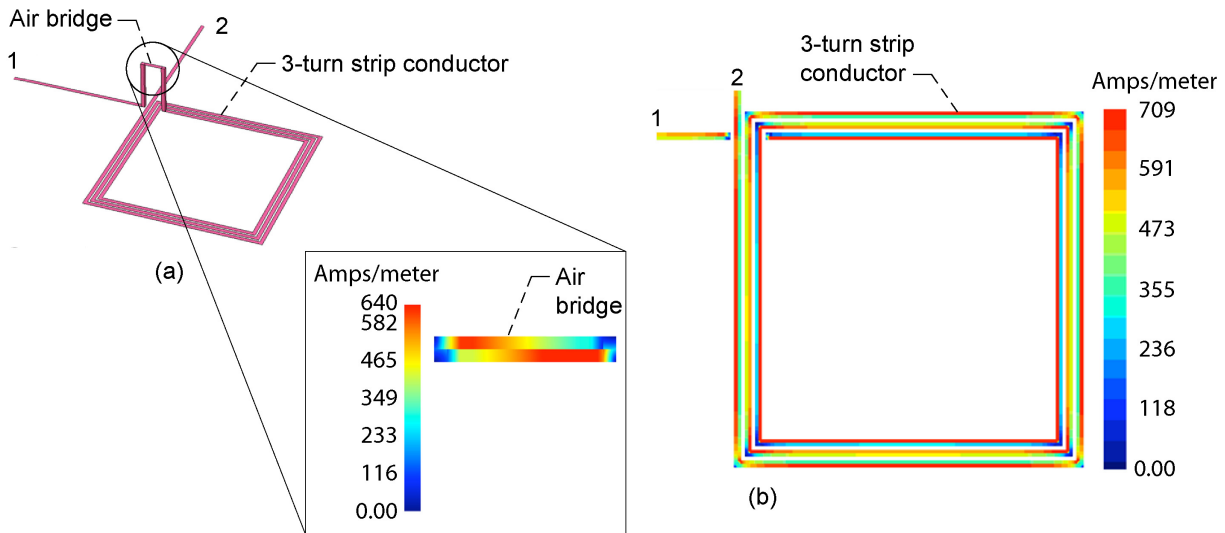 Air bridge
2
1
3-turn strip conductor
(a)
Amps/meter
640
582
465
349
233
116
0.00
Air
bridge
3-turn strip
conductor
2
1
Amps/meter
709
591
473
355
236
118
0.00
(b)